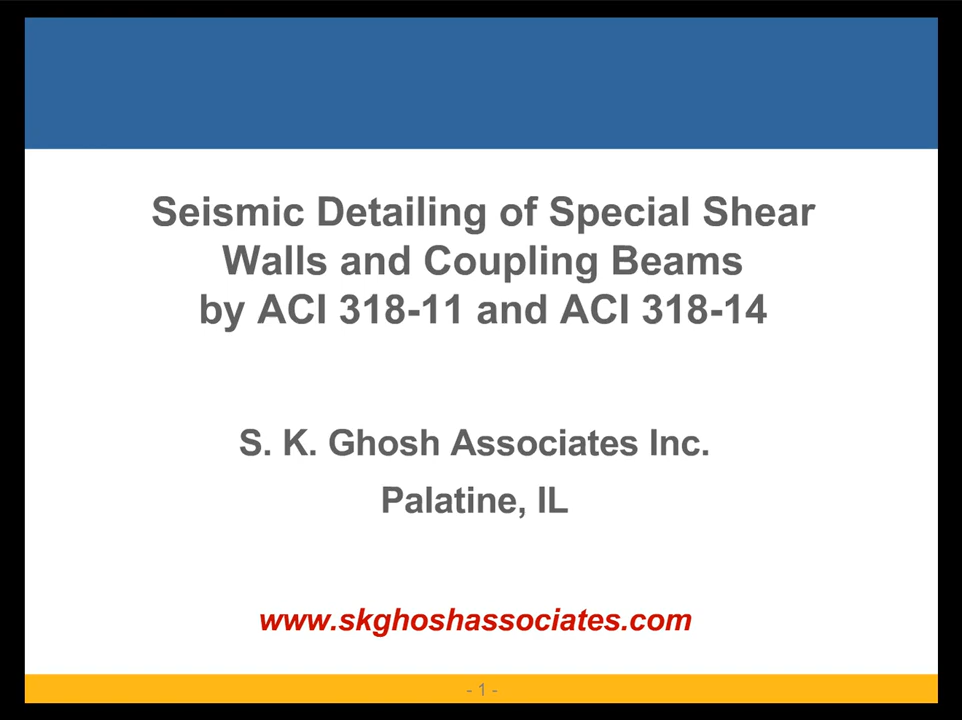 Seismic Detailing of Special Shear
Walls and Coupling Beams
by ACI 318-11 and ACI 318-14
S. K. Ghosh Associates Inc.
Palatine, IL
www.skghoshassociates.com
- 1 -